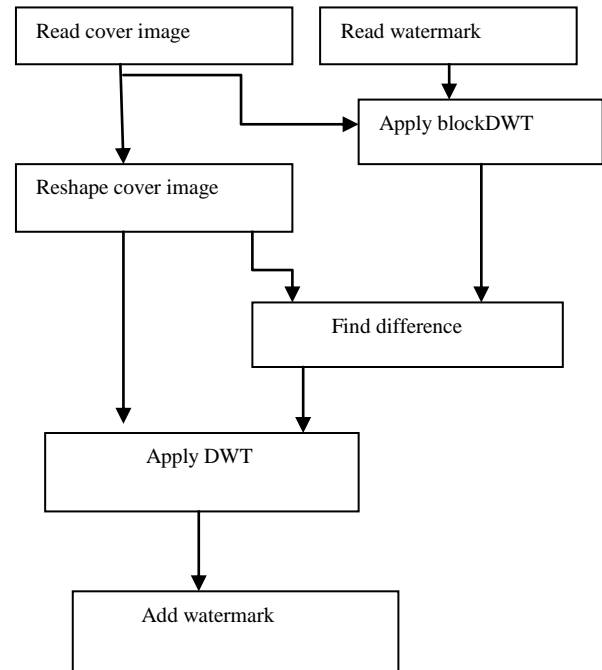 Read cover image
Read watermark
Apply blockDWT
Reshape cover image
Find difference
Apply DWT
Add watermark